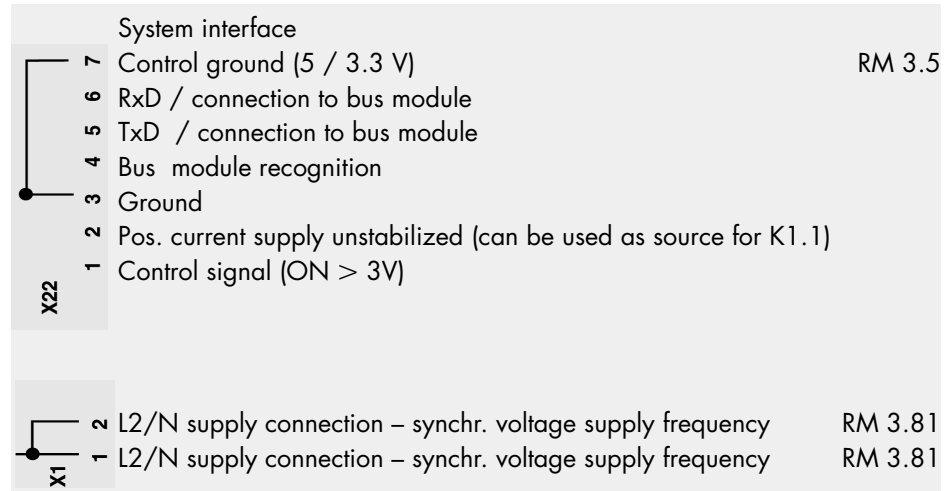 System interface
7 Control ground (5 / 3.3 V) RM 3.5
6 RxD / connection to bus module
5 TxD / connection to bus module
4 Bus module recognition
3 Ground
2 Pos. current supply unstabilized (can be used as source for K1.1)
1 Control signal (ON > 3V)
X22
2 L2/N supply connection – synchr. voltage supply frequency RM 3.81
1 L2/N supply connection – synchr. voltage supply frequency RM 3.81
X1